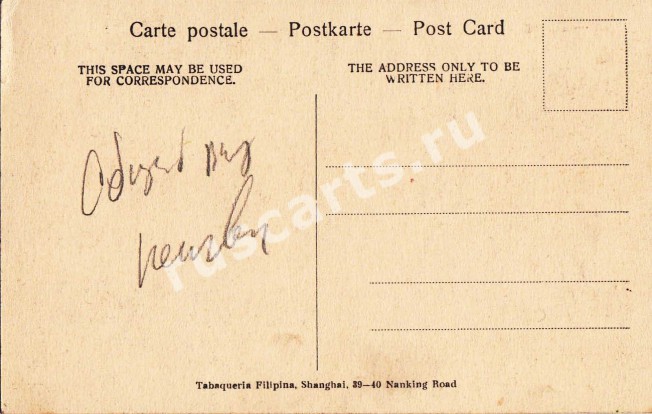 Carte postale — Postkarte — Post Card
THIS SPACE MAY BE USED
FOR CORRESPONDENCE.
THE ADDRESS ONLY TO BE
WRITTEN HERE.
ruscarts.ru
Tabaqueria Filipina, Shanghai, 39—40 Nanking Road